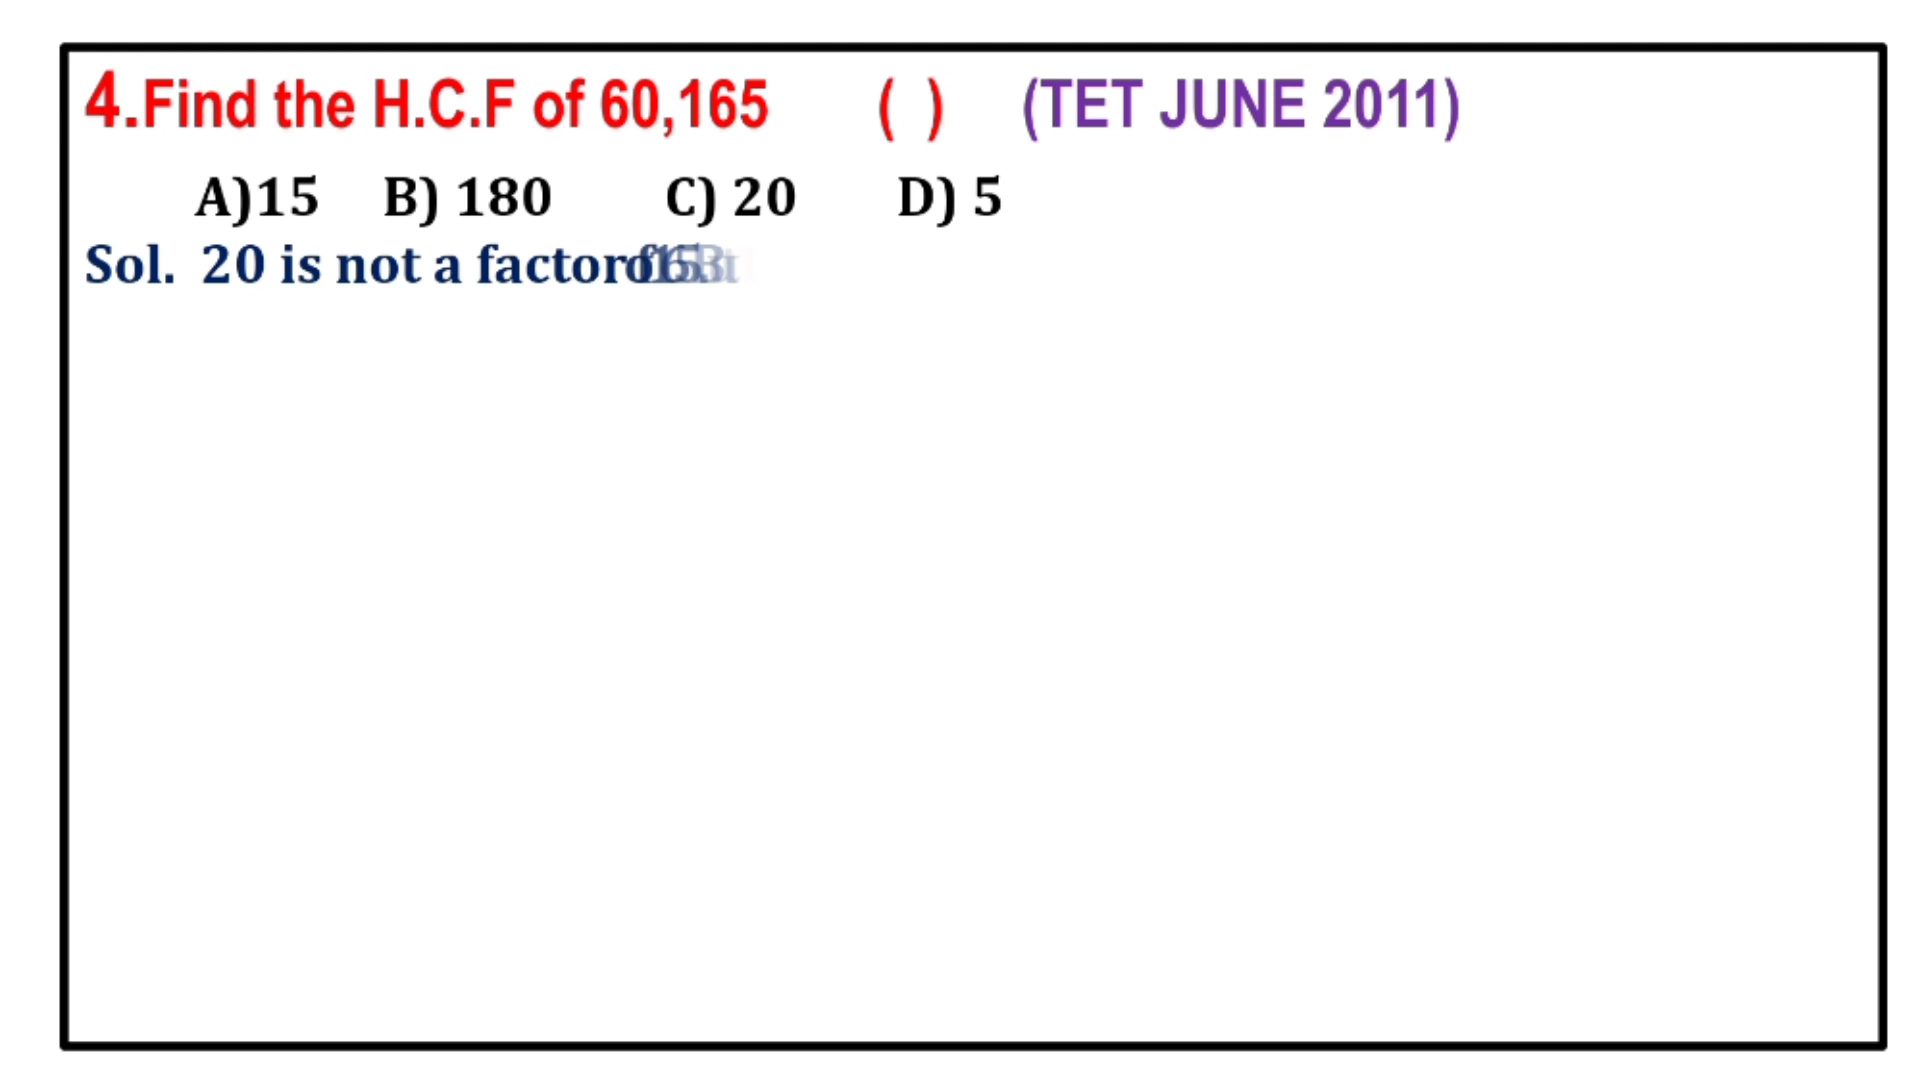 4.Find the H.C.F of 60,165 ( ) (TET JUNE 2011)
A)15 B) 180 C) 20 D) 5
Sol. 20 is not a factor